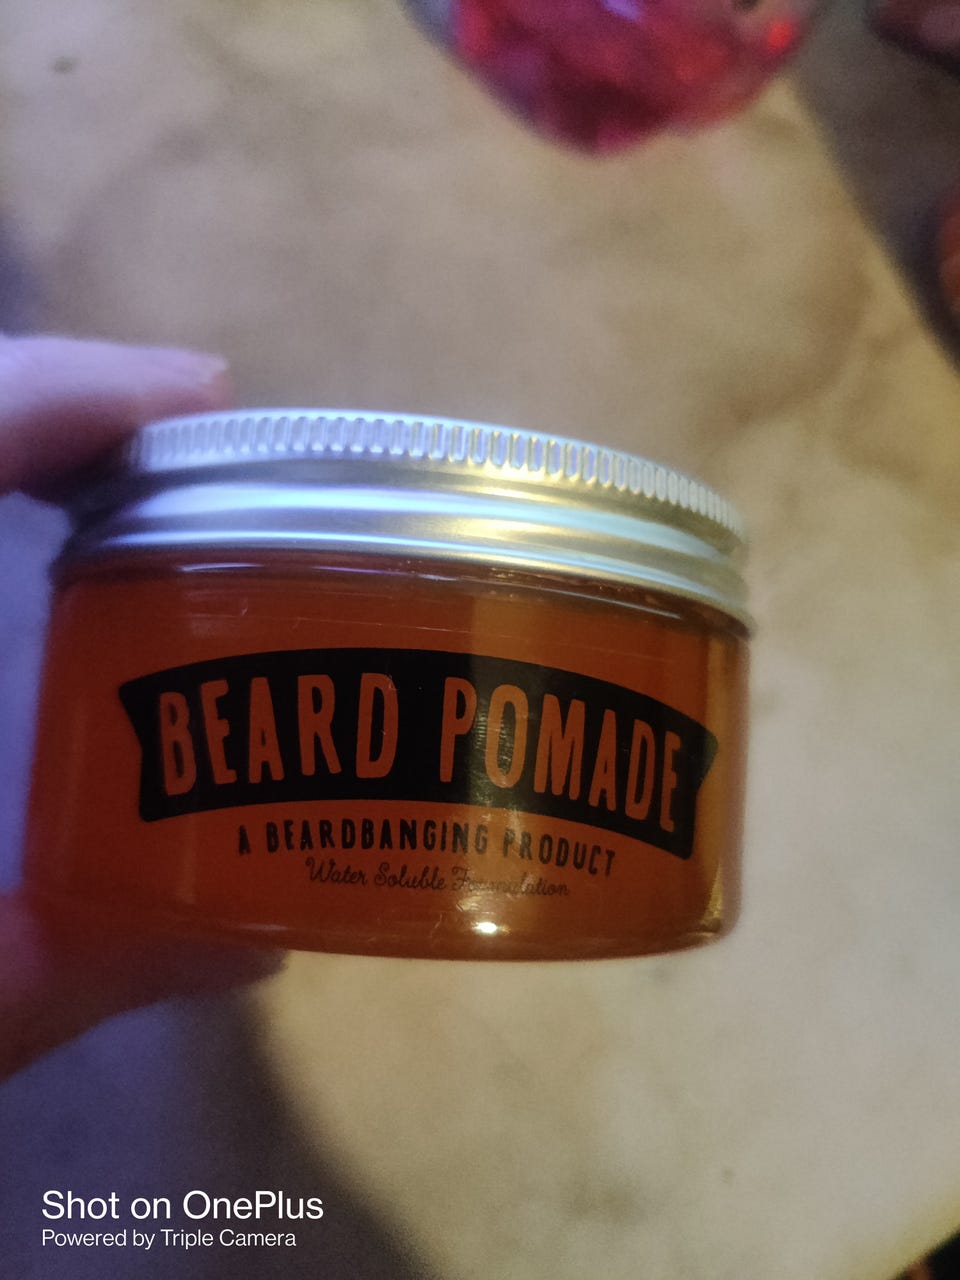 BEARD POMADE
A BEARDBANGING PRODUCT
Water Soluble Formulation
Shot on OnePlus
Powered by Triple Camera